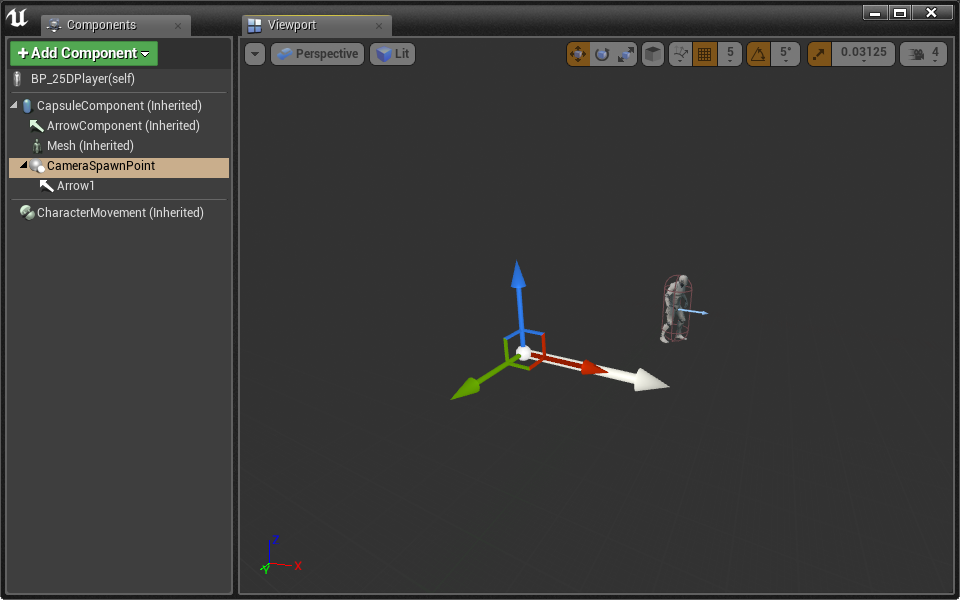 Components
Viewport
+ Add Component
Perspective
Lit
5
5°
0.03125
4
BP_25DPlayer(self)
CapsuleComponent (Inherited)
ArrowComponent (Inherited)
Mesh (Inherited)
CameraSpawnPoint
Arrow1
CharacterMovement (Inherited)
Z
X
Y